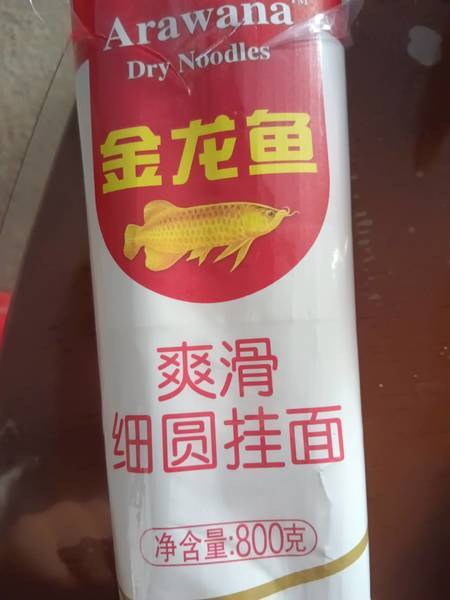 Arawana™
Dry Noodles
金龙鱼
爽滑
细圆挂面
净含量:800克